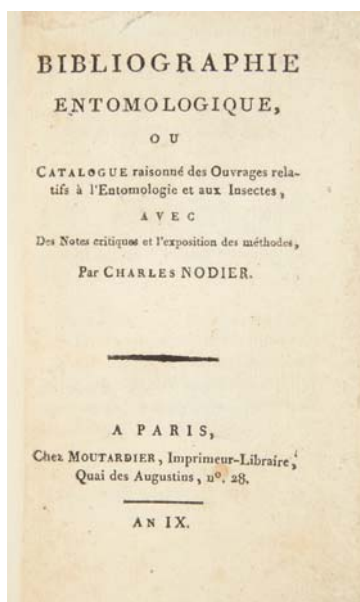 BIBLIOGRAPHIE
ENTOMOLOGIQUE,
OU
CATALOGUE raisonné des Ouvrages rela-
tifs à l'Entomologie et aux Insectes,
AVEC
Des Notes critiques et l'exposition des méthodes,
Par CHARLES NODIER.
A PARIS,
Chez MOUTARDIER, Imprimeur-Libraire,
Quai des Augustins, nº. 28.
AN IX.